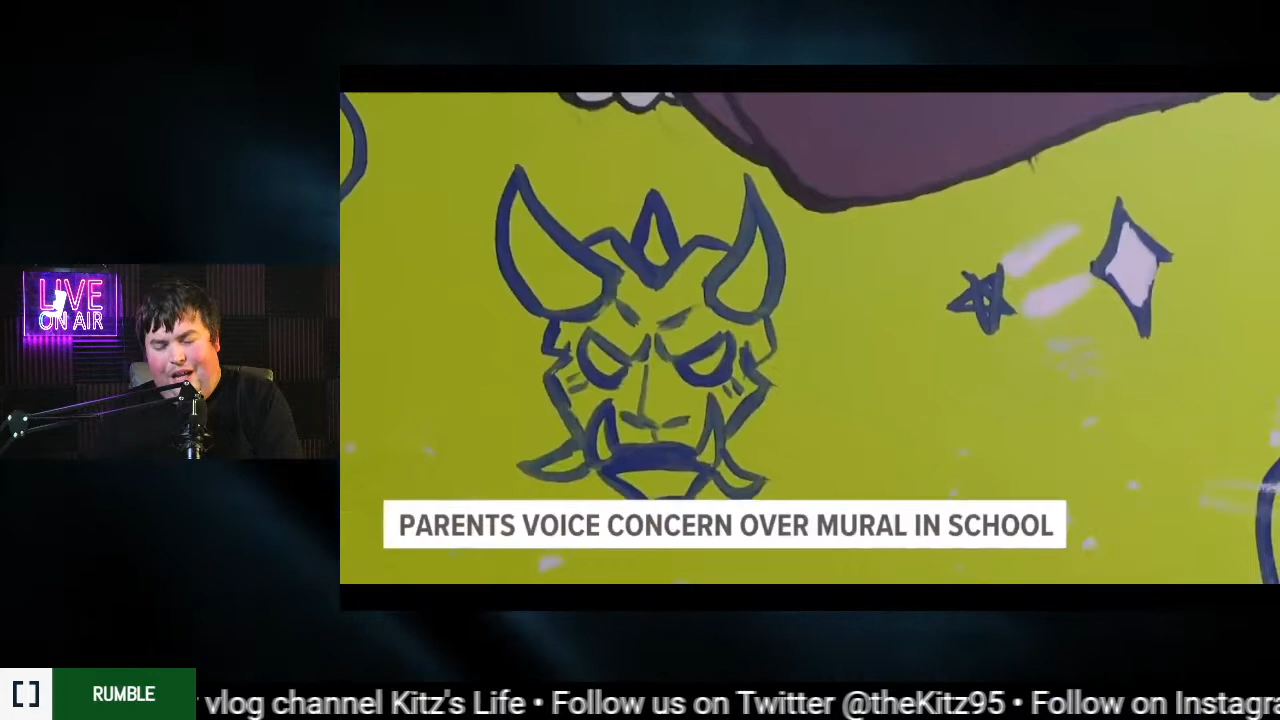 LIVE
ON AIR
PARENTS VOICE CONCERN OVER MURAL IN SCHOOL
RUMBLE
vlog channel Kitz's Life • Follow us on Twitter @theKitz95 • Follow on Instagra